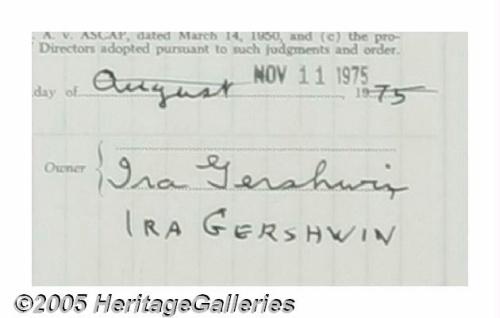 A. v. ASCAP, dated March 14, 1950, and (c) the pro-
Directors adopted pursuant to such judgments and order.
NOV 11 1975
day of August, 1975
Owner { Ira Gershwin
IRA GERSHWIN
©2005 HeritageGalleries